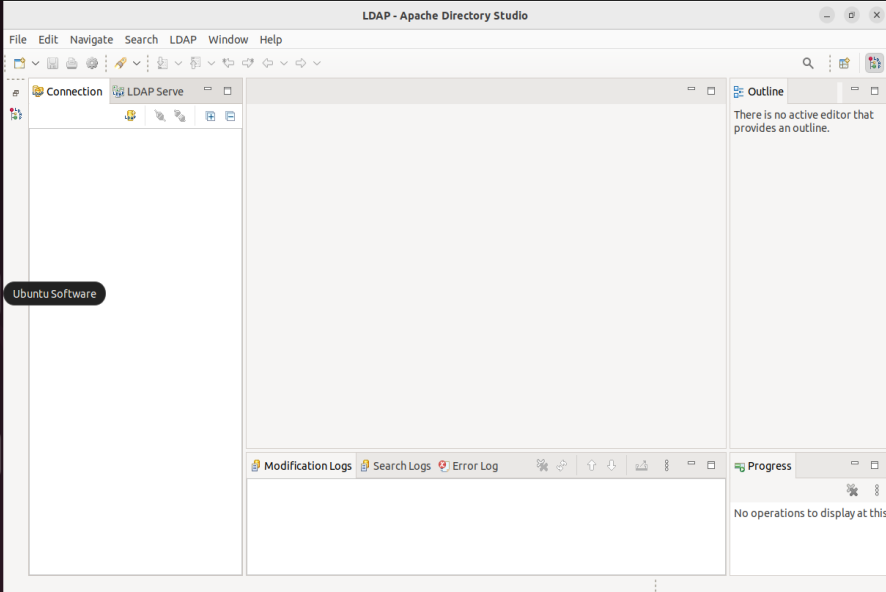 LDAP - Apache Directory Studio
File Edit Navigate Search LDAP Window Help
Connection LDAP Serve
Outline
There is no active editor that
provides an outline.
Ubuntu Software
Modification Logs Search Logs Error Log
Progress
No operations to display at this